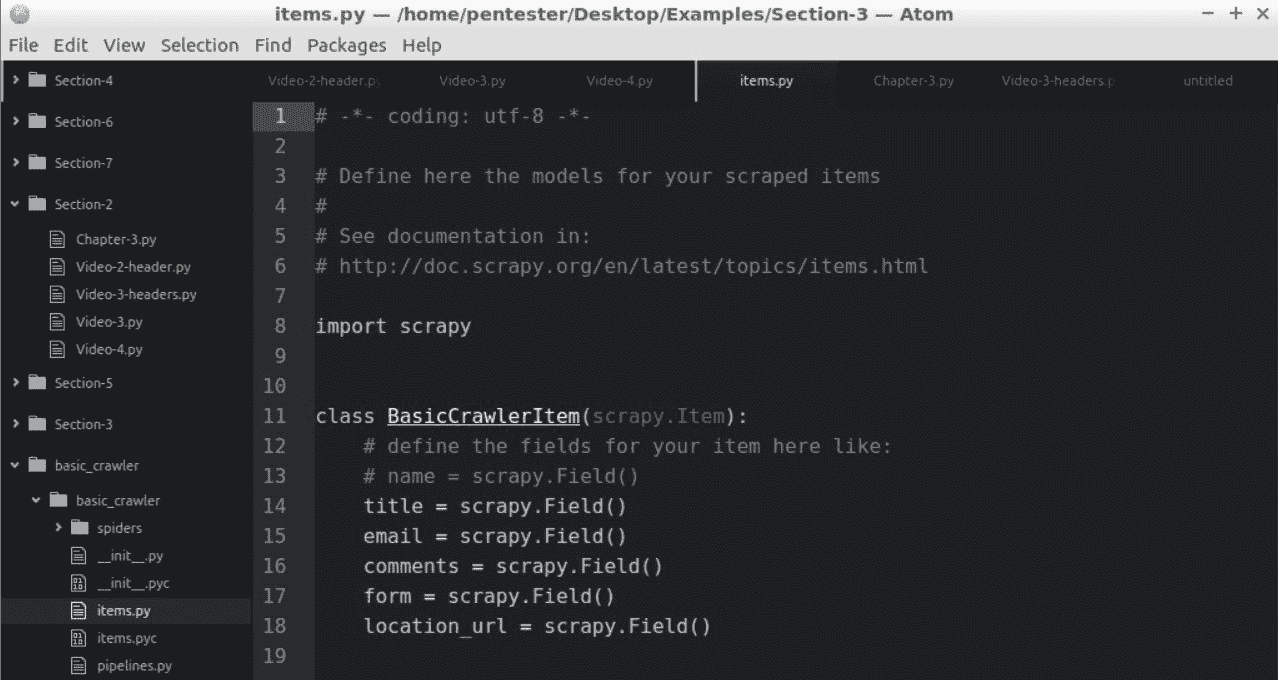 items.py — /home/pentester/Desktop/Examples/Section-3 — Atom
File Edit View Selection Find Packages Help
Section-4
Section-6
Section-7
Section-2
Chapter-3.py
Video-2-header.py
Video-3-headers.py
Video-3.py
Video-4.py
Section-5
Section-3
basic_crawler
basic_crawler
spiders
__init__.py
__init__.pyc
items.py
items.pyc
pipelines.py
Video-2-header.py Video-3.py Video-4.py items.py Chapter-3.py Video-3-headers.p untitled
1 # -*- coding: utf-8 -*-
2
3 # Define here the models for your scraped items
4 #
5 # See documentation in:
6 # http://doc.scrapy.org/en/latest/topics/items.html
7
8 import scrapy
9
10
11 class BasicCrawlerItem(scrapy.Item):
12     # define the fields for your item here like:
13     # name = scrapy.Field()
14     title = scrapy.Field()
15     email = scrapy.Field()
16     comments = scrapy.Field()
17     form = scrapy.Field()
18     location_url = scrapy.Field()
19